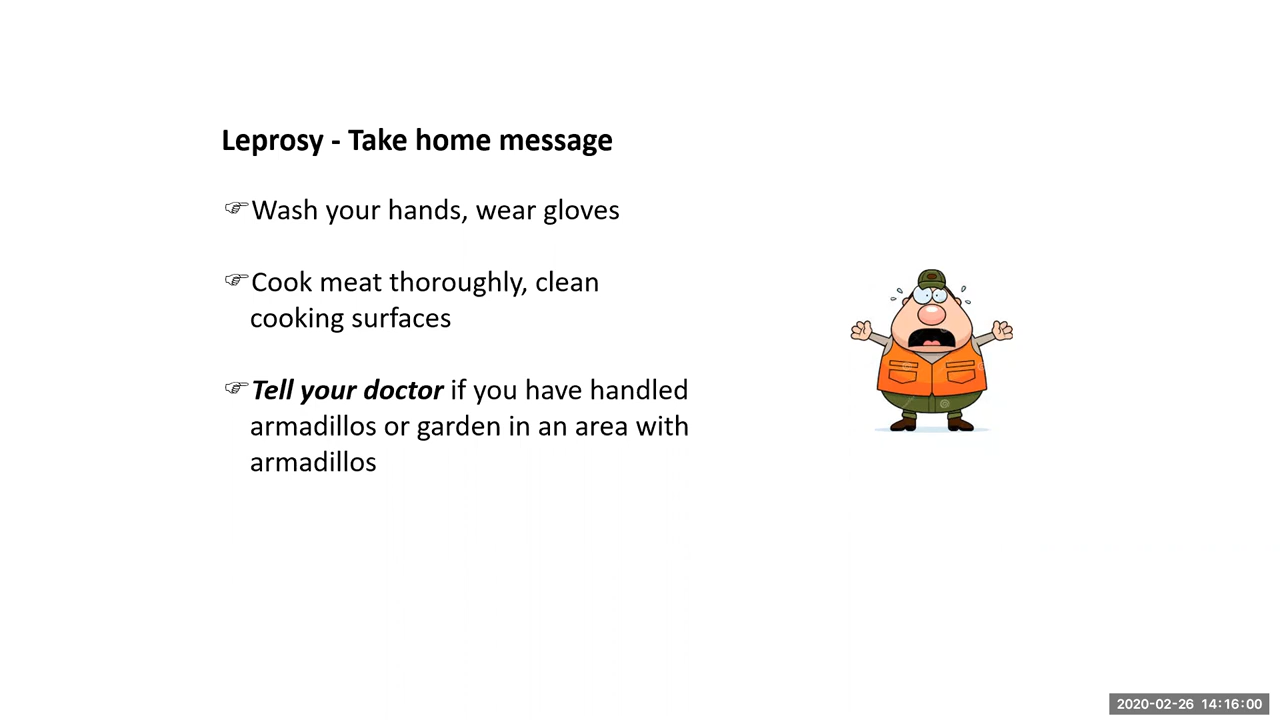 Leprosy - Take home message
☞Wash your hands, wear gloves
☞Cook meat thoroughly, clean
cooking surfaces
☞Tell your doctor if you have handled
armadillos or garden in an area with
armadillos
2020-02-26 14:16:00